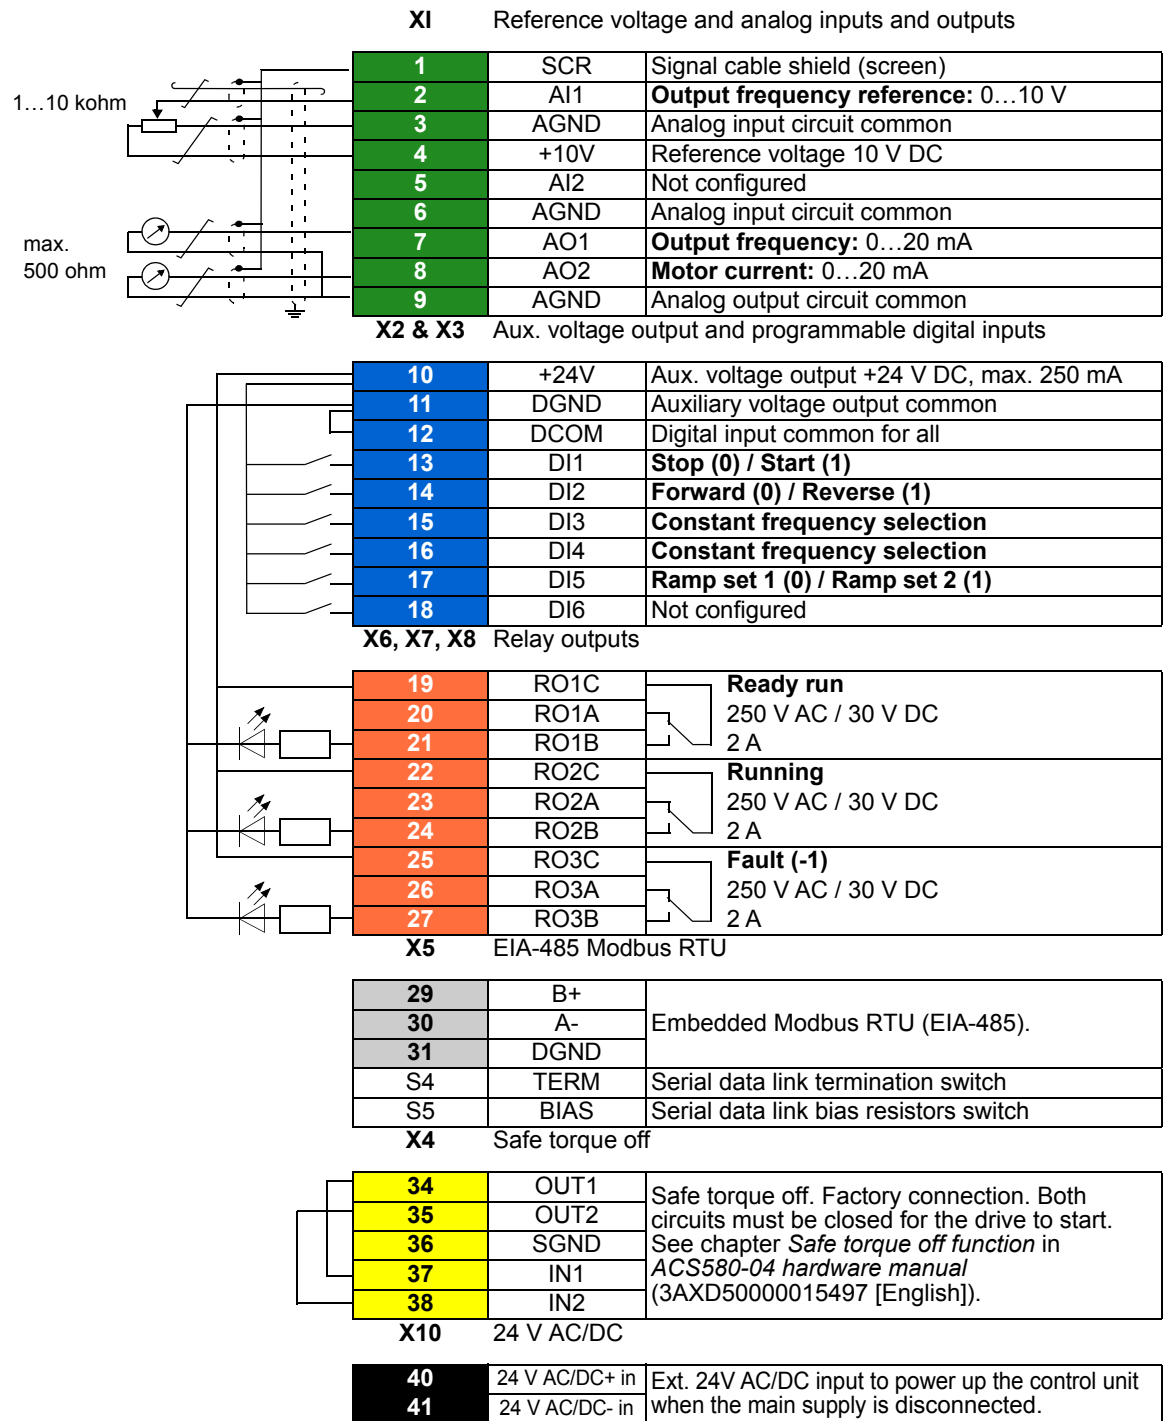 XI Reference voltage and analog inputs and outputs
1…10 kohm
max.
500 ohm
1 SCR Signal cable shield (screen)
2 AI1 Output frequency reference: 0…10 V
3 AGND Analog input circuit common
4 +10V Reference voltage 10 V DC
5 AI2 Not configured
6 AGND Analog input circuit common
7 AO1 Output frequency: 0…20 mA
8 AO2 Motor current: 0…20 mA
9 AGND Analog output circuit common
X2 & X3 Aux. voltage output and programmable digital inputs
10 +24V Aux. voltage output +24 V DC, max. 250 mA
11 DGND Auxiliary voltage output common
12 DCOM Digital input common for all
13 DI1 Stop (0) / Start (1)
14 DI2 Forward (0) / Reverse (1)
15 DI3 Constant frequency selection
16 DI4 Constant frequency selection
17 DI5 Ramp set 1 (0) / Ramp set 2 (1)
18 DI6 Not configured
X6, X7, X8 Relay outputs
19 RO1C Ready run
20 RO1A 250 V AC / 30 V DC
21 RO1B 2 A
22 RO2C Running
23 RO2A 250 V AC / 30 V DC
24 RO2B 2 A
25 RO3C Fault (-1)
26 RO3A 250 V AC / 30 V DC
27 RO3B 2 A
X5 EIA-485 Modbus RTU
29 B+
30 A- Embedded Modbus RTU (EIA-485).
31 DGND
S4 TERM Serial data link termination switch
S5 BIAS Serial data link bias resistors switch
X4 Safe torque off
34 OUT1
35 OUT2
36 SGND
37 IN1
38 IN2
Safe torque off. Factory connection. Both
circuits must be closed for the drive to start.
See chapter Safe torque off function in
ACS580-04 hardware manual
(3AXD50000015497 [English]).
X10 24 V AC/DC
40 24 V AC/DC+ in Ext. 24V AC/DC input to power up the control unit
41 24 V AC/DC- in when the main supply is disconnected.